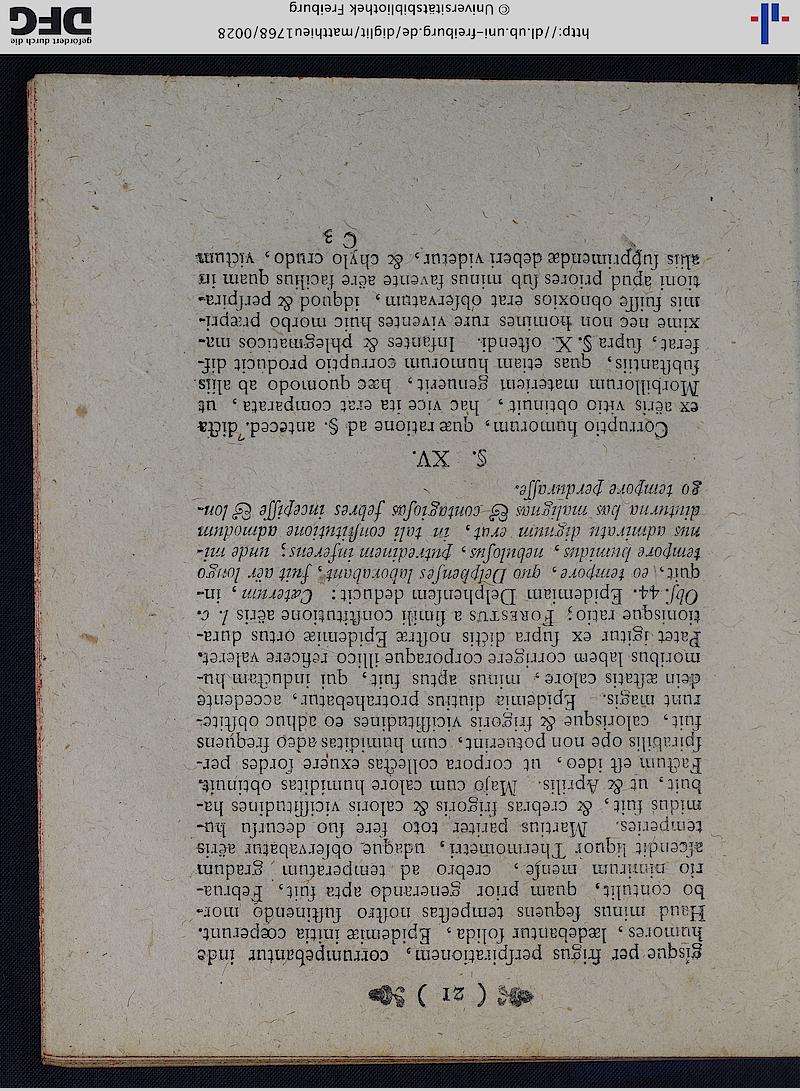 ( 21 )
gisque per frigus perspirationem, corrumpebantur inde
humores, lædebantur solida, Epidemiæ initia cœperunt.
Haud minus sequens tempestas nostro sustinendo mor-
bo contulit, quam prior generando apta fuit, Februa-
rio nimirum mense, crebro ad temperatum gradum
ascendit liquor Thermometri, udaque observabatur aëris
temperies. Martius pariter toto fere suo decursu hu-
midus fuit, & crebras frigoris & caloris vicissitudines ha-
buit, ut & Aprilis. Majo cum calore humiditas obtinuit.
Factum est ideo, ut corpora collectas exuere sordes per-
spirabilis ope non potuerint, cum humiditas adeo frequens
fuit, calorisque & frigoris vicissitudines eo adhuc obstite-
runt magis. Epidemia diutius protrahebatur, accedente
dein æstatis calore, minus aptus fuit, qui inductam hu-
moribus labem corrigere corporaque illico reficere valeret.
Patet igitur ex supra dictis nostræ Epidemiæ ortus dura-
tionisque ratio; FORESTUS a simili constitutione aëris l. c.
Obs. 44. Epidemiam Delphensem deducit: Cæterum, in-
quit, eo tempore, quo Delphenses laborabant, fuit aer longo
tempore humidus, nebulosus, putredinem inferens; unde mi-
nus admirari dignum erat, in tali constitutione admodum
diuturna has malignas & contagiosas febres incepisse & lon-
go tempore perdurasse.
§. XV.
Corruptio humorum, quæ ratione ad §. anteced. dicta
ex aëris vitio obtinuit, hac vice ita erat comparata, ut
Morbillorum materiem genuerit, hæc quomodo ab aliis
substantiis, quas etiam humorum corruptio producit dif-
ferat, supra §. X. ostendi. Infantes & phlegmaticos ma-
xime nec non homines rure viventes huic morbo præpri-
mis fuisse obnoxios erat observatum, idquod & perspira-
tioni apud priores usu minus favente aëre facilius quam in
aliis supprimendæ deberi videtur, & chylo crudo, victum
C 3
http://dl.ub.uni-freiburg.de/diglit/matthieu1768/0028
© Universitätsbibliothek Freiburg
gefördert durch die
DFG